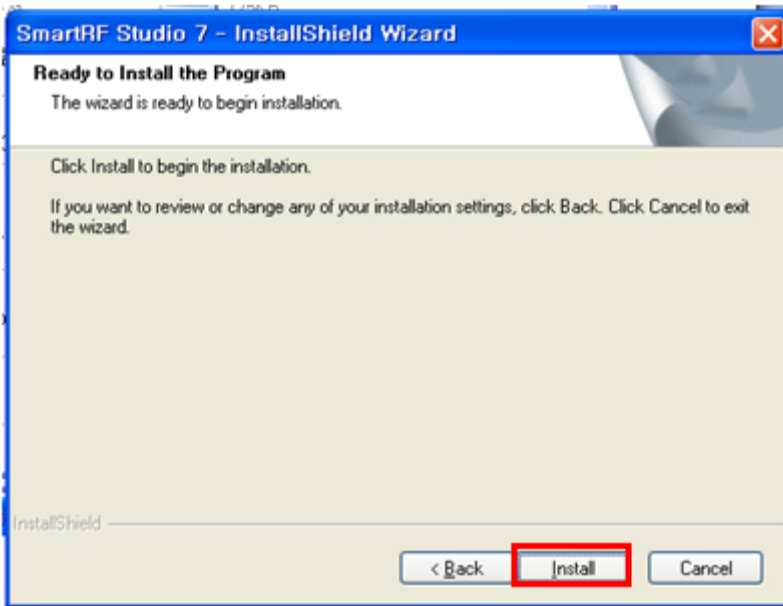 SmartRF Studio 7 - InstallShield Wizard
Ready to Install the Program
The wizard is ready to begin installation.
Click Install to begin the installation.
If you want to review or change any of your installation settings, click Back. Click Cancel to exit
the wizard.
InstallShield
< Back Install Cancel